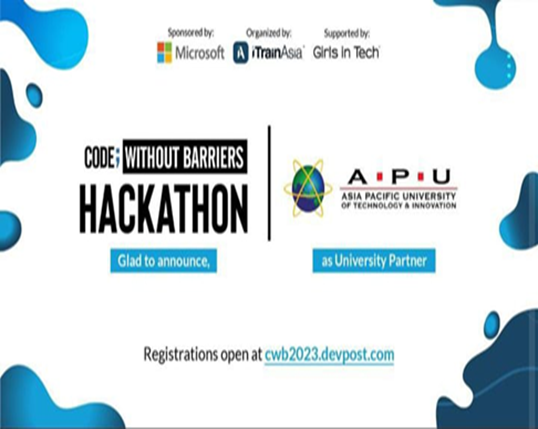 Sponsored by: Organized by: Supported by:
Microsoft iTrainAsia Girls in Tech
CODE; WITHOUT BARRIERS
HACKATHON
A•P•U
ASIA PACIFIC UNIVERSITY
OF TECHNOLOGY & INNOVATION
Glad to announce, as University Partner
Registrations open at cwb2023.devpost.com